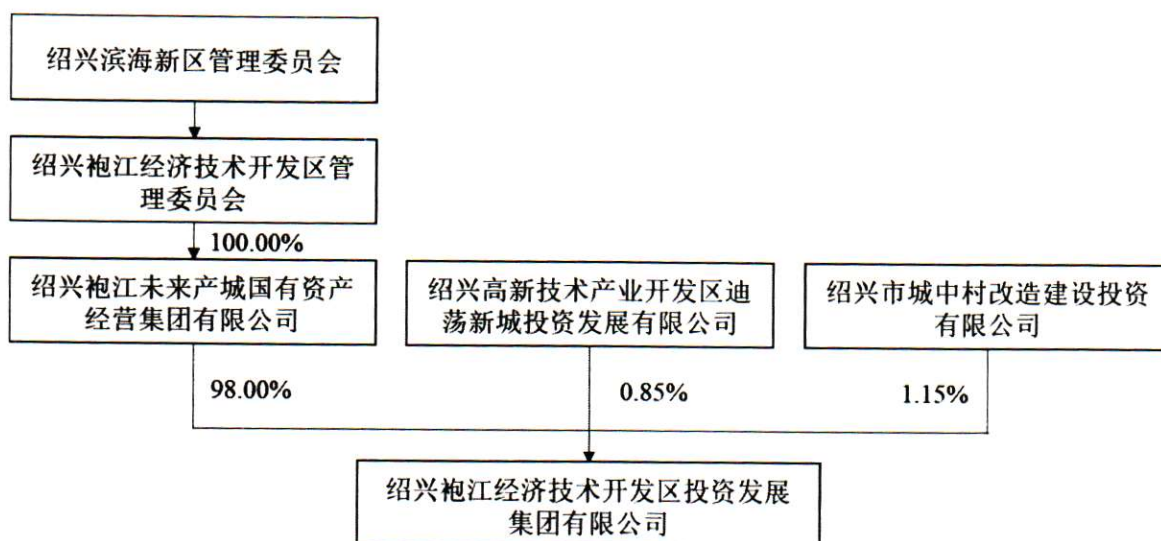 绍兴滨海新区管理委员会
绍兴袍江经济技术开发区管
理委员会
100.00%
绍兴袍江未来产城国有资产
经营集团有限公司
绍兴高新技术产业开发区迪
荡新城投资发展有限公司
绍兴市城中村改造建设投资
有限公司
98.00%
0.85%
1.15%
绍兴袍江经济技术开发区投资发展
集团有限公司